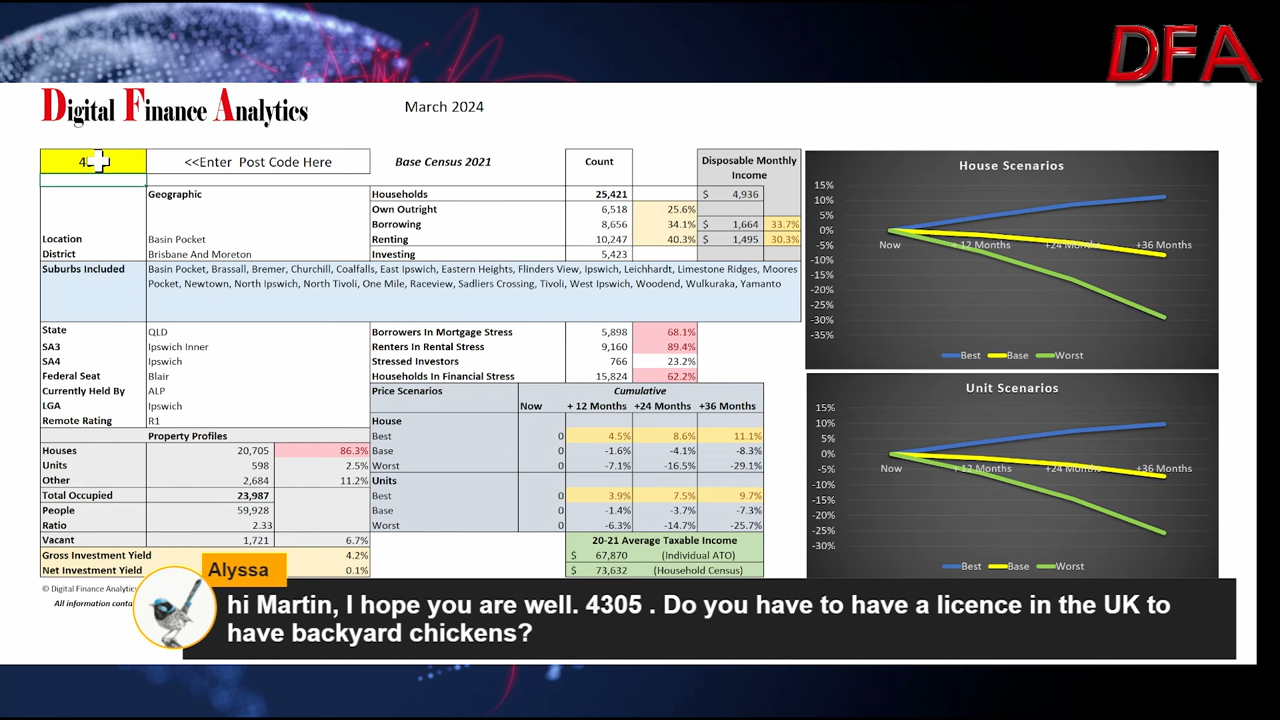 DFA
Digital Finance Analytics
March 2024
4
<<Enter Post Code Here
Base Census 2021
Count
Disposable Monthly
Income
Geographic
Households 25,421 $ 4,936
Own Outright 6,518 25.6%
Borrowing 8,656 34.1% $ 1,664 33.7%
Location Basin Pocket Renting 10,247 40.3% $ 1,495 30.3%
District Brisbane And Moreton Investing 5,423
Suburbs Included Basin Pocket, Brassall, Bremer, Churchill, Coalfalls, East Ipswich, Eastern Heights, Flinders View, Ipswich, Leichhardt, Limestone Ridges, Moores
Pocket, Newtown, North Ipswich, North Tivoli, One Mile, Raceview, Sadliers Crossing, Tivoli, West Ipswich, Woodend, Wulkuraka, Yamanto
State QLD Borrowers In Mortgage Stress 5,898 68.1%
SA3 Ipswich Inner Renters In Rental Stress 9,160 89.4%
SA4 Ipswich Stressed Investors 766 23.2%
Federal Seat Blair Households In Financial Stress 15,824 62.2%
Currently Held By ALP Price Scenarios Cumulative
LGA Ipswich Now + 12 Months +24 Months +36 Months
Remote Rating R1 House
Property Profiles Best 0 4.5% 8.6% 11.1%
Houses 20,705 86.3% Base 0 -1.6% -4.1% -8.3%
Units 598 2.5% Worst 0 -7.1% -16.5% -29.1%
Other 2,684 11.2% Units
Total Occupied 23,987 Best 0 3.9% 7.5% 9.7%
People 59,928 Base 0 -1.4% -3.7% -7.3%
Ratio 2.33 Worst 0 -6.3% -14.7% -25.7%
Vacant 1,721 6.7% 20-21 Average Taxable Income
Gross Investment Yield 4.2% $ 67,870 (Individual ATO)
Net Investment Yield 0.1% $ 73,632 (Household Census)
© Digital Finance Analytics
All information
House Scenarios
15%
10%
5%
0%
-5%
-10%
-15%
-20%
-25%
-30%
-35%
Now + 12 Months +24 Months +36 Months
Best Base Worst
Unit Scenarios
15%
10%
5%
0%
-5%
-10%
-15%
-20%
-25%
-30%
Now + 12 Months +24 Months +36 Months
Best Base Worst
Alyssa
hi Martin, I hope you are well. 4305 . Do you have to have a licence in the UK to
have backyard chickens?